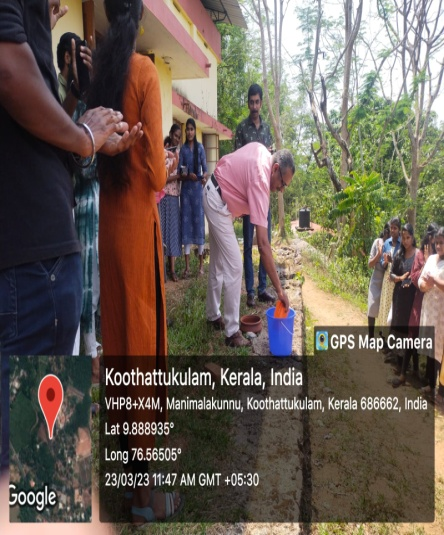 GPS Map Camera
Koothattukulam, Kerala, India
VHP8+X4M, Manimalakunnu, Koothattukulam, Kerala 686662, India
Lat 9.888935°
Long 76.56505°
23/03/23 11:47 AM GMT +05:30
Google